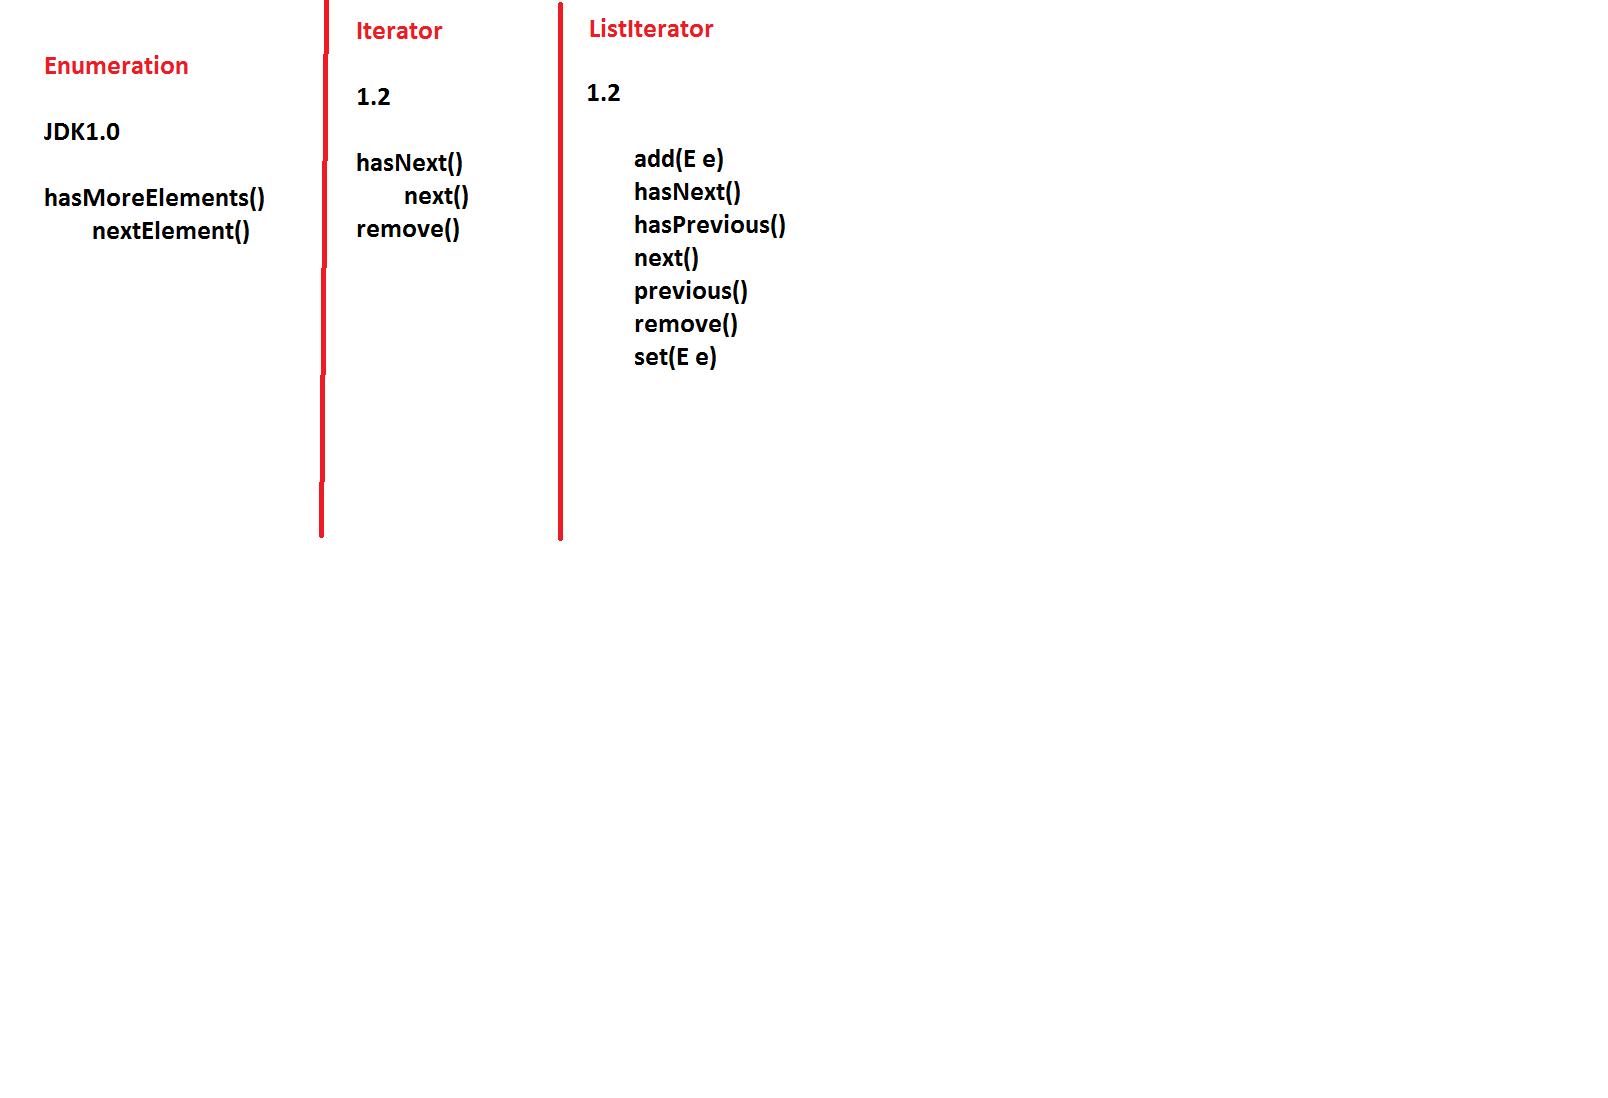 Enumeration
JDK1.0
hasMoreElements()
nextElement()
Iterator
1.2
hasNext()
next()
remove()
ListIterator
1.2
add(E e)
hasNext()
hasPrevious()
next()
previous()
remove()
set(E e)